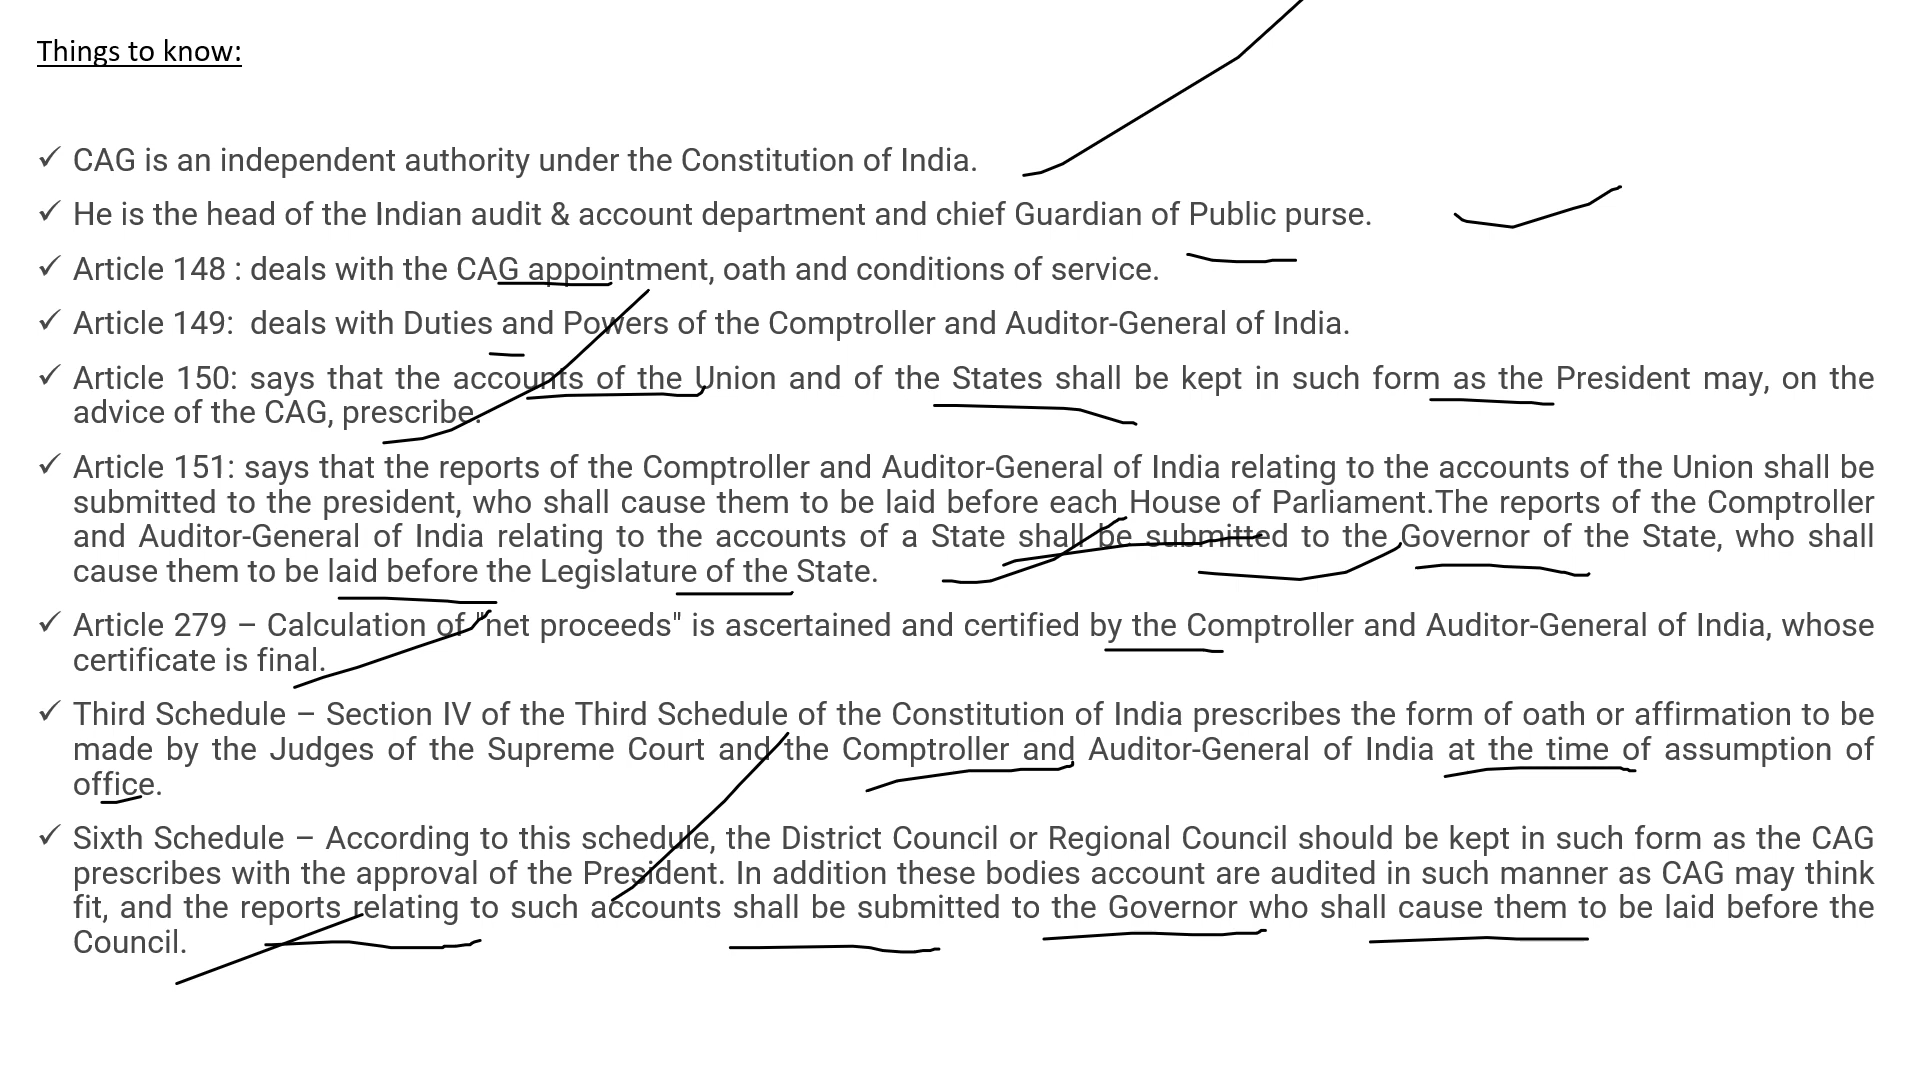 Things to know:
✓ CAG is an independent authority under the Constitution of India.
✓ He is the head of the Indian audit & account department and chief Guardian of Public purse.
✓ Article 148 : deals with the CAG appointment, oath and conditions of service.
✓ Article 149:  deals with Duties and Powers of the Comptroller and Auditor-General of India.
✓ Article 150: says that the accounts of the Union and of the States shall be kept in such form as the President may, on the
advice of the CAG, prescribe.
✓ Article 151: says that the reports of the Comptroller and Auditor-General of India relating to the accounts of the Union shall be
submitted to the president, who shall cause them to be laid before each House of Parliament.The reports of the Comptroller
and Auditor-General of India relating to the accounts of a State shall be submitted to the Governor of the State, who shall
cause them to be laid before the Legislature of the State.
✓ Article 279 – Calculation of "net proceeds" is ascertained and certified by the Comptroller and Auditor-General of India, whose
certificate is final.
✓ Third Schedule – Section IV of the Third Schedule of the Constitution of India prescribes the form of oath or affirmation to be
made by the Judges of the Supreme Court and the Comptroller and Auditor-General of India at the time of assumption of
office.
✓ Sixth Schedule – According to this schedule, the District Council or Regional Council should be kept in such form as the CAG
prescribes with the approval of the President. In addition these bodies account are audited in such manner as CAG may think
fit, and the reports relating to such accounts shall be submitted to the Governor who shall cause them to be laid before the
Council.